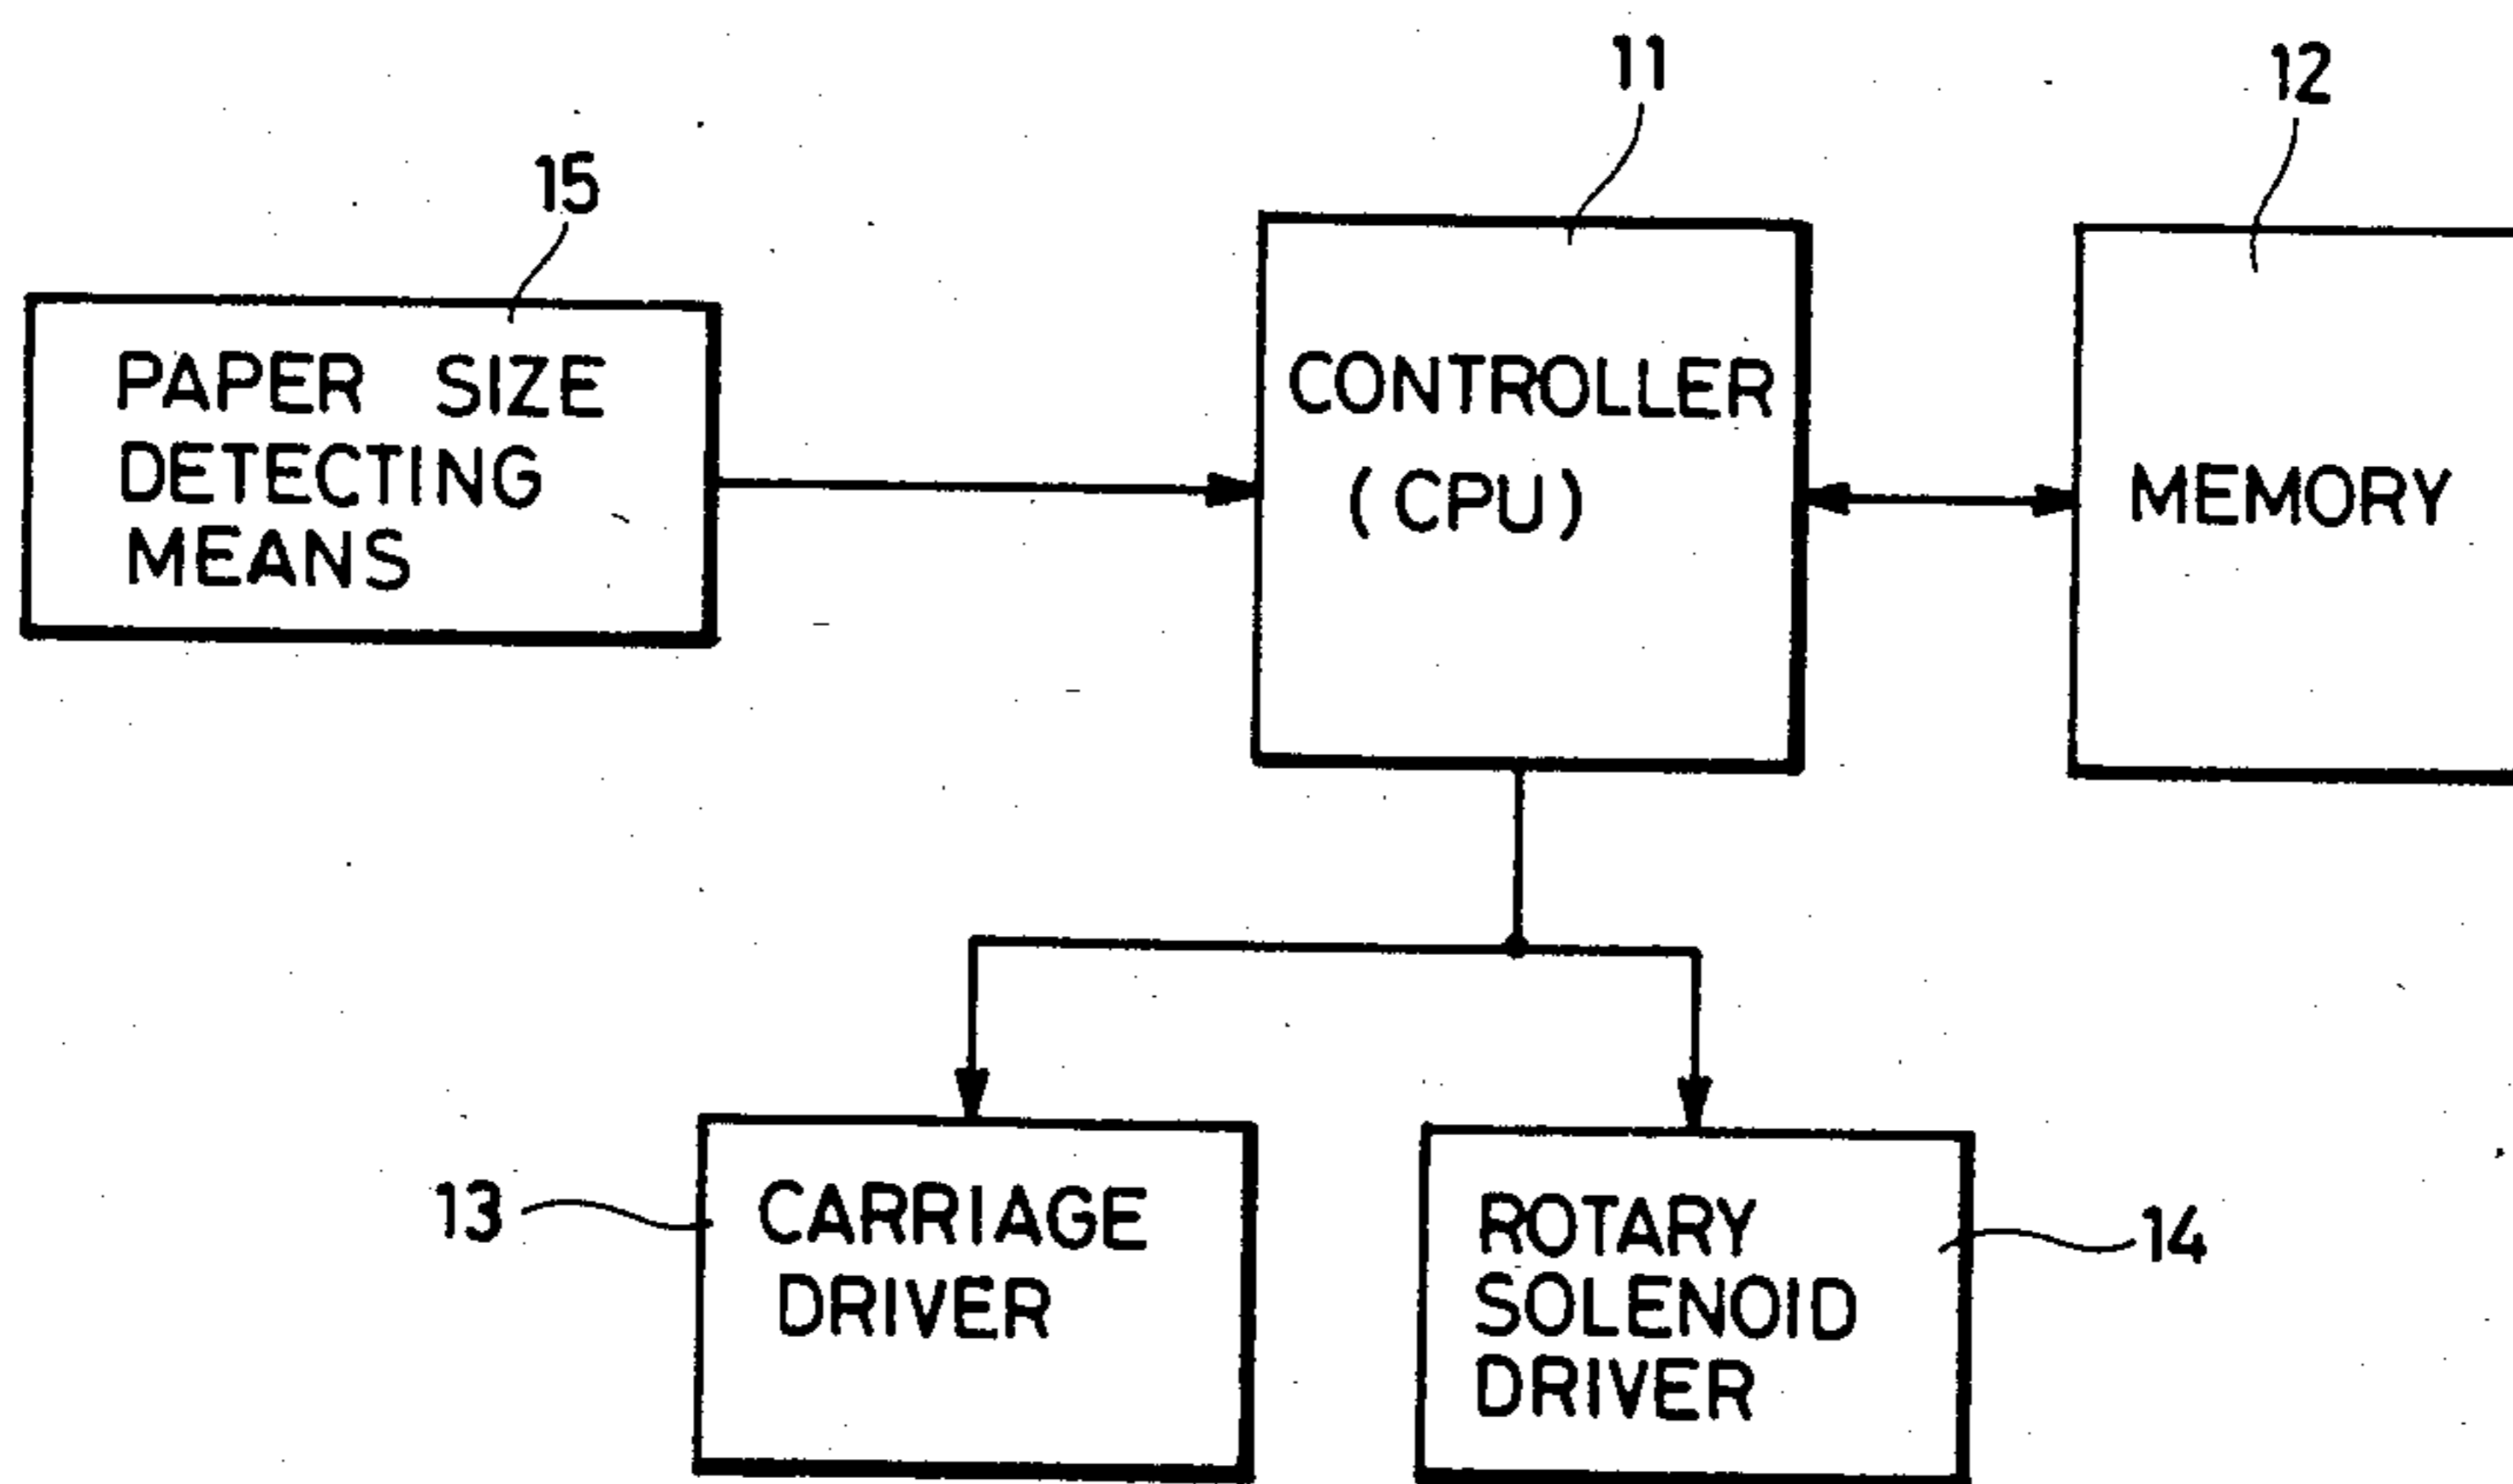 11
12
15
PAPER SIZE
DETECTING
MEANS
CONTROLLER
(CPU)
MEMORY
13
CARRIAGE
DRIVER
ROTARY
SOLENOID
DRIVER
14